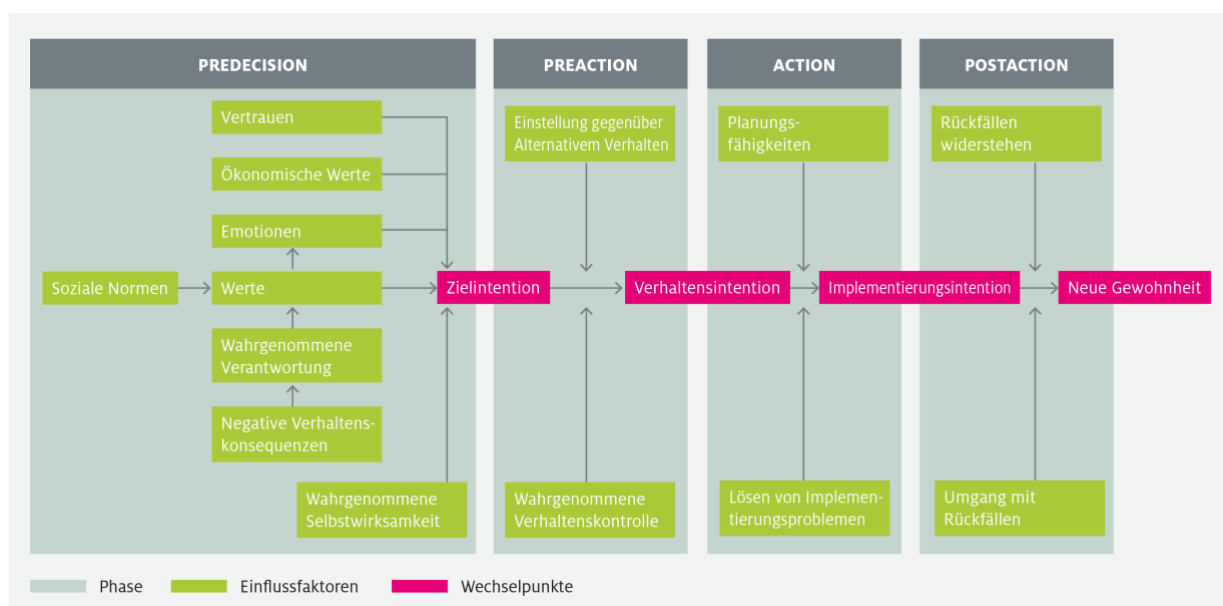 PREDECISION
PREACTION
ACTION
POSTACTION
Vertrauen
Ökonomische Werte
Emotionen
Soziale Normen
Werte
Wahrgenommene
Verantwortung
Negative Verhaltens-
konsequenzen
Wahrgenommene
Selbstwirksamkeit
Zielintention
Einstellung gegenüber
Alternativem Verhalten
Wahrgenommene
Verhaltenskontrolle
Verhaltensintention
Planungs-
fähigkeiten
Lösen von Implemen-
tierungsproblemen
Implementierungsintention
Rückfällen
widerstehen
Umgang mit
Rückfällen
Neue Gewohnheit
Phase
Einflussfaktoren
Wechselpunkte